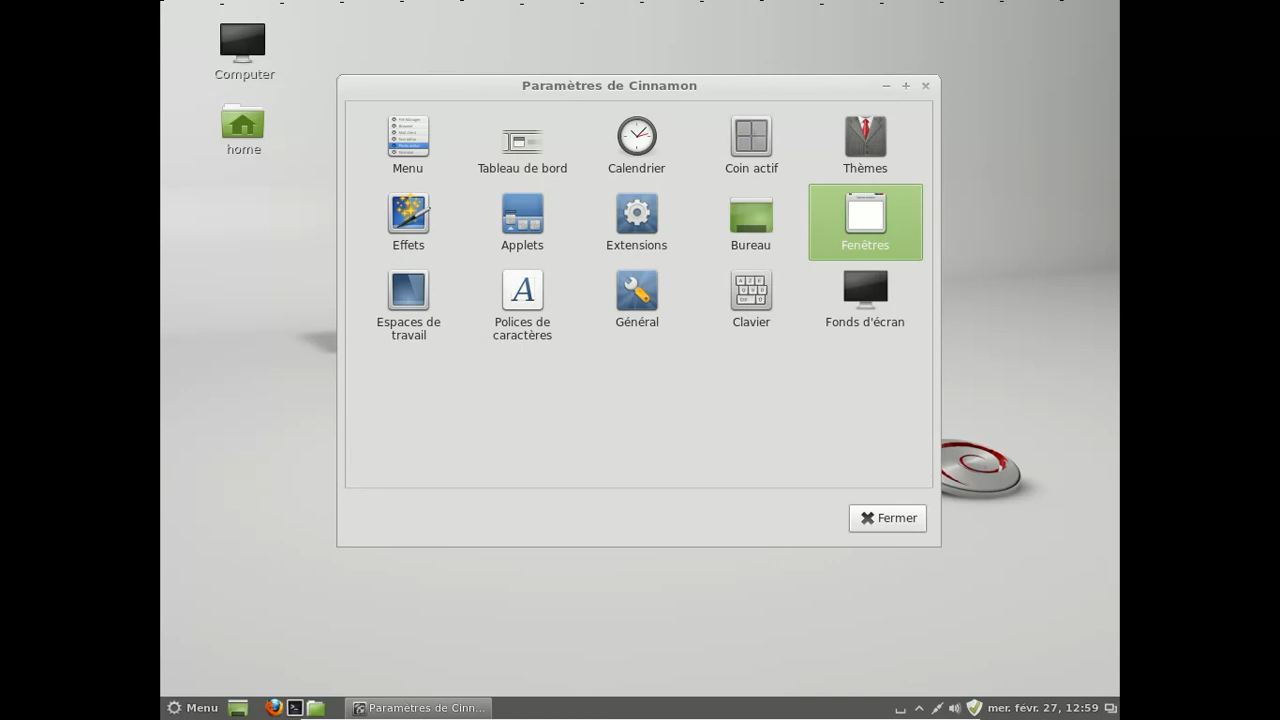 Computer
home
Paramètres de Cinnamon
Menu
Tableau de bord
Calendrier
Coin actif
Thèmes
Effets
Applets
Extensions
Bureau
Fenêtres
Espaces de
travail
Polices de
caractères
Général
Clavier
Fonds d'écran
Fermer
Menu
Paramètres de Cinn...
mer. févr. 27, 12:59